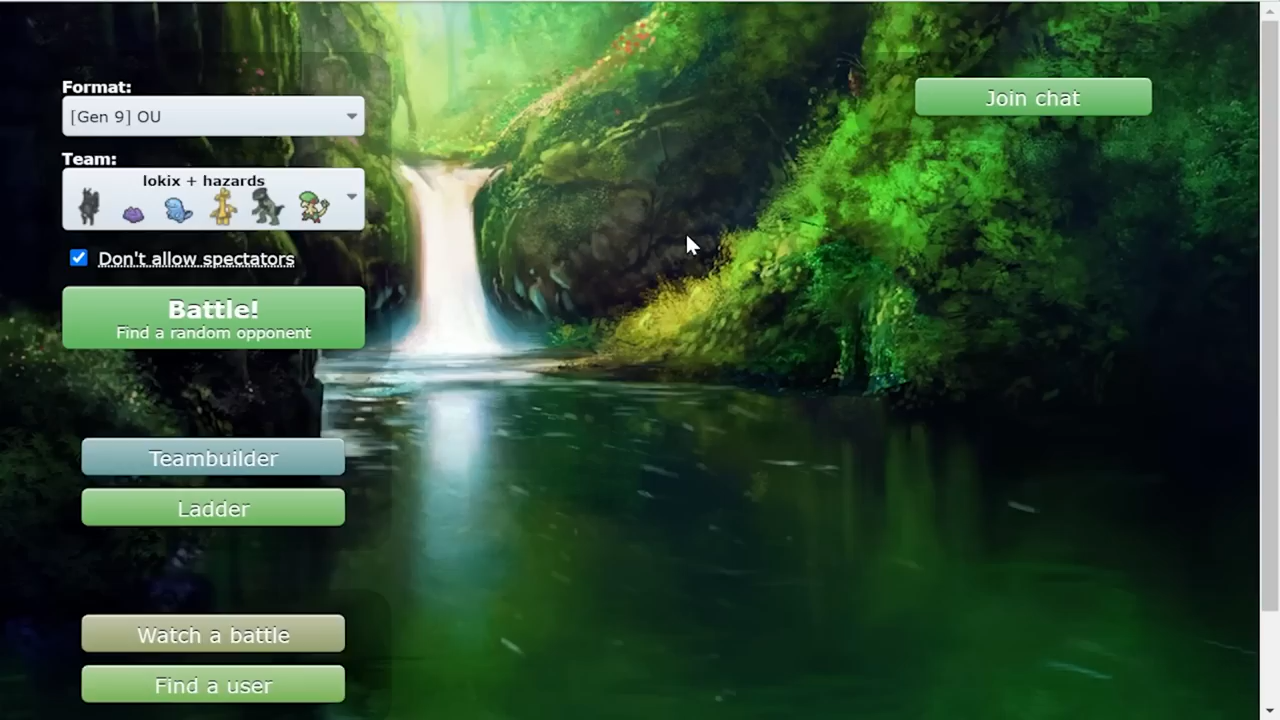 Format:
[Gen 9] OU
Team:
lokix + hazards
Don't allow spectators
Battle!
Find a random opponent
Teambuilder
Ladder
Watch a battle
Find a user
Join chat